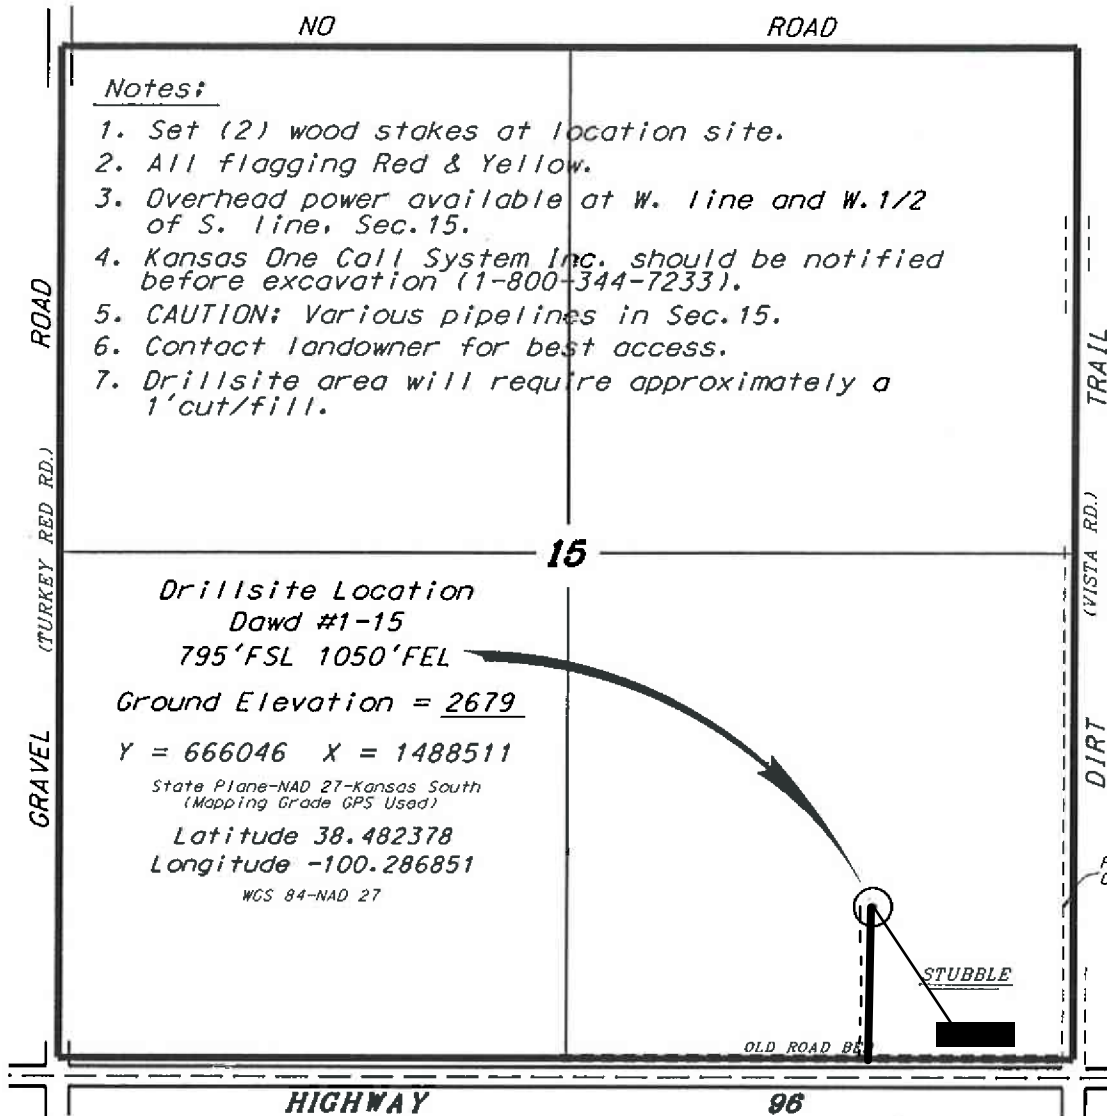 NO ROAD
Notes:
1. Set (2) wood stakes at location site.
2. All flagging Red & Yellow.
3. Overhead power available at W. line and W.1/2
of S. line, Sec.15.
4. Kansas One Call System Inc. should be notified
before excavation (1-800-344-7233).
5. CAUTION: Various pipelines in Sec.15.
6. Contact landowner for best access.
7. Drillsite area will require approximately a
1'cut/fill.
GRAVEL ROAD
(TURKEY RED RD.)
15
DIRT TRAIL
(VISTA RD.)
Drillsite Location
Dawd #1-15
795'FSL 1050'FEL
Ground Elevation = 2679
Y = 666046 X = 1488511
State Plane-NAD 27-Kansas South
(Mapping Grade GPS Used)
Latitude 38.482378
Longitude -100.286851
WGS 84-NAD 27
STUBBLE
OLD ROAD BE
HIGHWAY 96